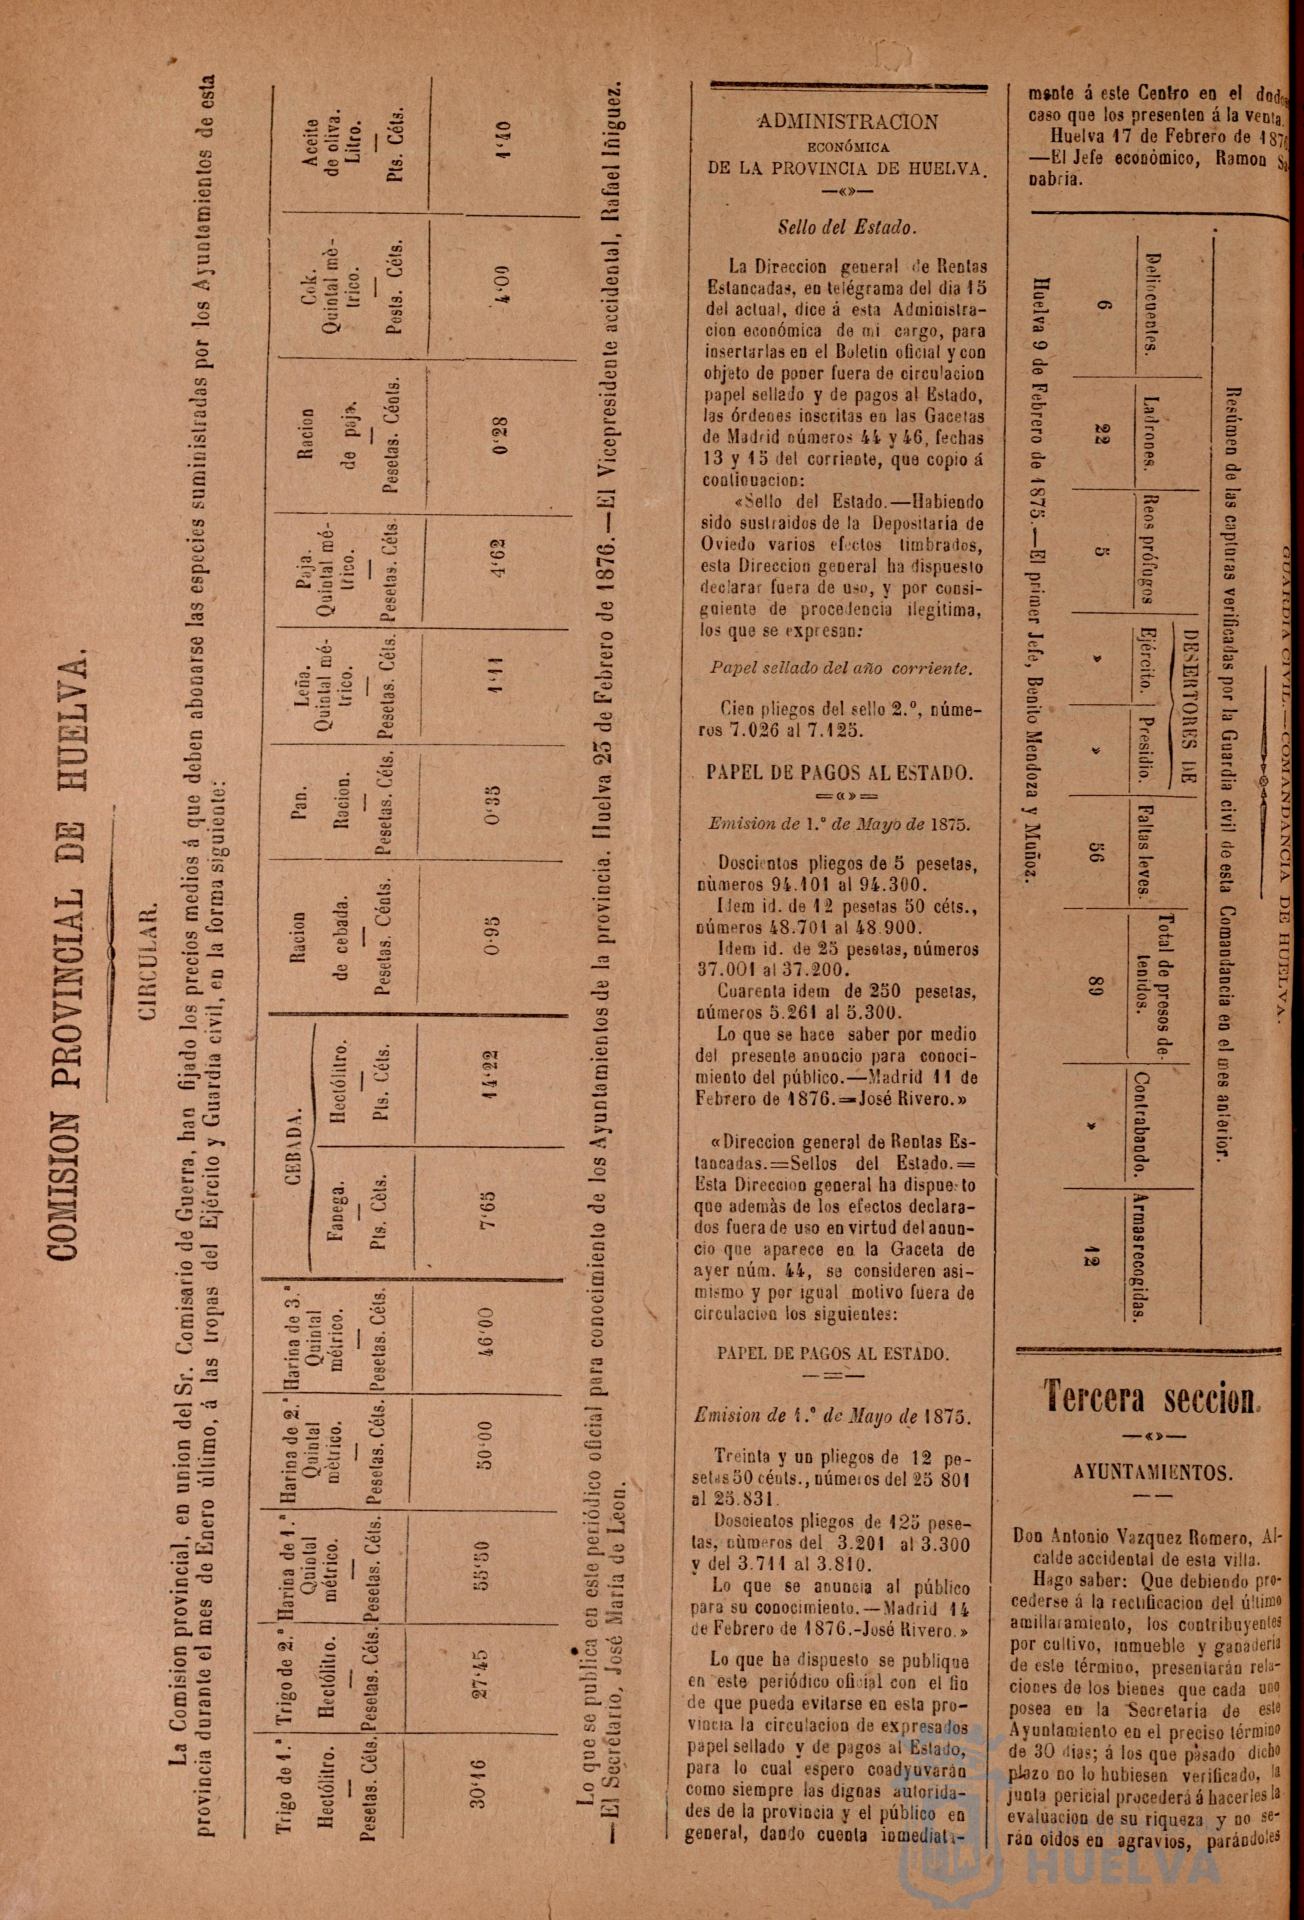 COMISION PROVINCIAL DE HUELVA.
CIRCULAR.
La Comision provincial, en union del Sr. Comisario de Guerra, han fijado los precios medios á que deben abonarse las especies suministradas por los Ayuntamientos de esta
provincia durante el mes de Enero último, á las tropas del Ejército y Guardia civil, en la forma siguiente:
Trigo de 1.ª Hectólitro. — Pesetas. Céts.
Trigo de 2.ª Hectólitro. — Pesetas. Céts.
Harina de 1.ª Quintal métrico. — Pesetas. Céts.
Harina de 2.ª Quintal mètrico. — Pesetas. Céts.
Harina de 3.ª Quintal métrico. — Pesetas. Céts.
CEBADA.
Fanega. — Pts. Cèts.
Hectólitro. — Pts. Céts.
Racion de cebada. — Pesetas. Cénts.
Pan. Racion. — Pesetas. Céts.
Leña. Quintal métrico. — Pesetas. Céts.
Paja. Quintal métrico. — Pesetas. Céts.
Racion de paja. — Pesetas. Cénts.
Cok. Quintal mètrico. — Pests. Céts.
Aceite de oliva. Litro. — Pts. Céts.
30'16 27'45 55'50 50'00 46'00 7'65 14'22 0'95 0'35 1'11 4'62 0'28 4'00 1'40
Lo que se publica en este periódico oficial para conocimiento de los Ayuntamientos de la provincia. Huelva 23 de Febrero de 1876.—El Vicepresidente accidental, Rafael Iñiguez.
—El Secretario, José Maria de Leon.
ADMINISTRACION
ECONÓMICA
DE LA PROVINCIA DE HUELVA.
—«»—
Sello del Estado.
La Direccion general de Rentas
Estancadas, en telégrama del dia 15
del actual, dice á esta Administra-
cion económica de mi cargo, para
insertarlas en el Boletin oficial y con
objeto de poner fuera de circulacion
papel sellado y de pagos al Estado,
las órdenes inscritas en las Gacetas
de Madrid números 44 y 46, fechas
13 y 15 del corriente, que copio á
continuacion:
«Sello del Estado.—Habiendo
sido sustraidos de la Depositaría de
Oviedo varios efectos timbrados,
esta Direccion general ha dispuesto
declarar fuera de uso, y por consi-
guiente de procedencia ilegítima,
los que se expresan:
Papel sellado del año corriente.
Cien pliegos del sello 2.º, núme-
ros 7.026 al 7.125.
PAPEL DE PAGOS AL ESTADO.
=«»=
Emision de 1.º de Mayo de 1875.
Doscientos pliegos de 5 pesetas,
nùmeros 94.101 al 94.300.
Idem id. de 12 pesetas 50 céts.,
números 48.701 al 48.900.
Idem id. de 25 pesetas, números
37.001 al 37.200.
Cuarenta idem de 250 pesetas,
números 5.261 al 5.300.
Lo que se hace saber por medio
del presente anuncio para conoci-
miento del público.—Madrid 11 de
Febrero de 1876.=José Rivero.»
«Direccion general de Rentas Es-
tancadas.=Sellos del Estado.=
Esta Direccion general ha dispuesto
que ademàs de los efectos declara-
dos fuera de uso en virtud del anun-
cio que aparece en la Gaceta de
ayer núm. 44, se consideren asi-
mismo y por igual motivo fuera de
circulacion los siguientes:
PAPEL DE PAGOS AL ESTADO.
—=—
Emision de 1.º de Mayo de 1875.
Treinta y un pliegos de 12 pe-
setas 50 cénts., números del 25 801
al 25.831.
Doscientos pliegos de 125 pese-
tas, nùmeros del 3.201 al 3.300
y del 3.711 al 3.810.
Lo que se anuncia al público
para su conocimiento.—Madrid 14
de Febrero de 1876.-José Rivero.»
Lo que he dispuesto se publique
en este periódico oficial con el fin
de que pueda evitarse en esta pro-
vincia la circulacion de expresados
papel sellado y de pagos al Estado,
para lo cual espero coadyuvarán
como siempre las dignas autorida-
des de la provincia y el público en
general, dando cuenta inmediata-
mente á este Centro en el dado
caso que los presenten á la venta.
Huelva 17 de Febrero de 1876
—El Jefe económico, Ramon Sa-
nabria.
GUARDIA CIVIL.—COMANDANCIA DE HUELVA.
Resúmen de las capturas verificadas por la Guardia civil de esta Comandancia en el mes anterior.
Delincuentes. Ladrones. Reos prófugos DESERTORES DE Ejército. Presidio. Faltas leves. Total de presos detenidos. Contrabando. Armas recogidas.
6 22 5 » » 56 89 » 12
Huelva 9 de Febrero de 1875.—El primer Jefe, Benito Mendoza y Muñoz.
Tercera seccion.
—«»—
AYUNTAMIENTOS.
— —
Don Antonio Vazquez Romero, Al-
calde accidental de esta villa.
Hago saber: Que debiendo pro-
cederse á la rectificacion del último
amillaramiento, los contribuyentes
por cultivo, inmueble y ganadería
de este término, presentarán rela-
ciones de los bienes que cada uno
posea en la Secretaria de este
Ayuntamiento en el preciso término
de 30 dias; á los que pasado dicho
plazo no lo hubiesen verificado, la
junta pericial procederá á hacerles la
evaluacion de su riqueza y no se-
rán oidos en agravios, parándoles
HUELVA